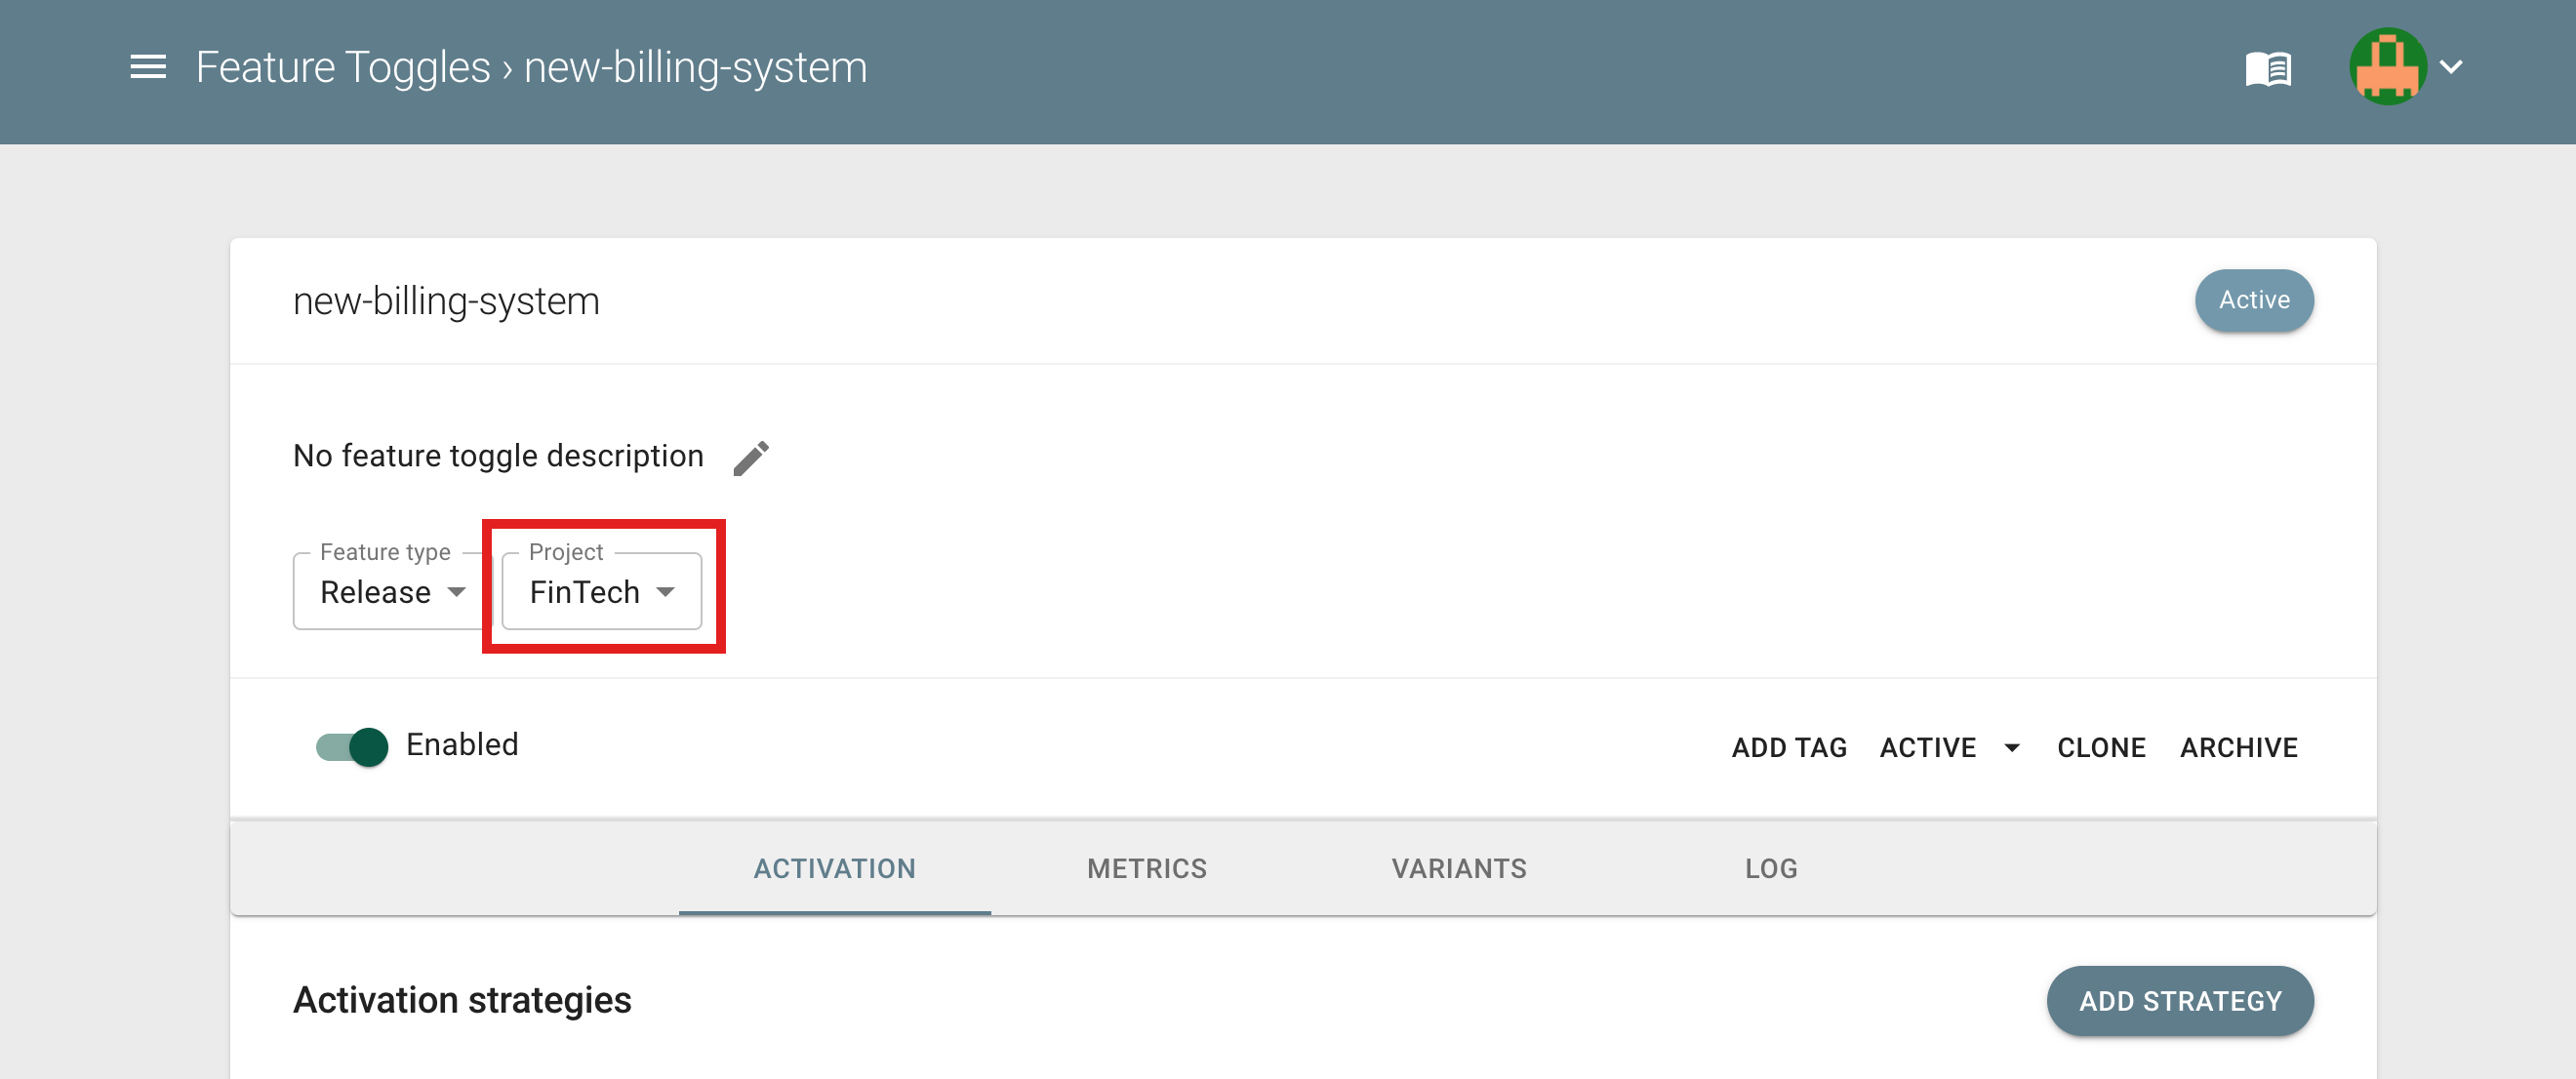 Feature Toggles › new-billing-system
new-billing-system
Active
No feature toggle description
Feature type
Release
Project
FinTech
Enabled
ADD TAG
ACTIVE
CLONE
ARCHIVE
ACTIVATION
METRICS
VARIANTS
LOG
Activation strategies
ADD STRATEGY